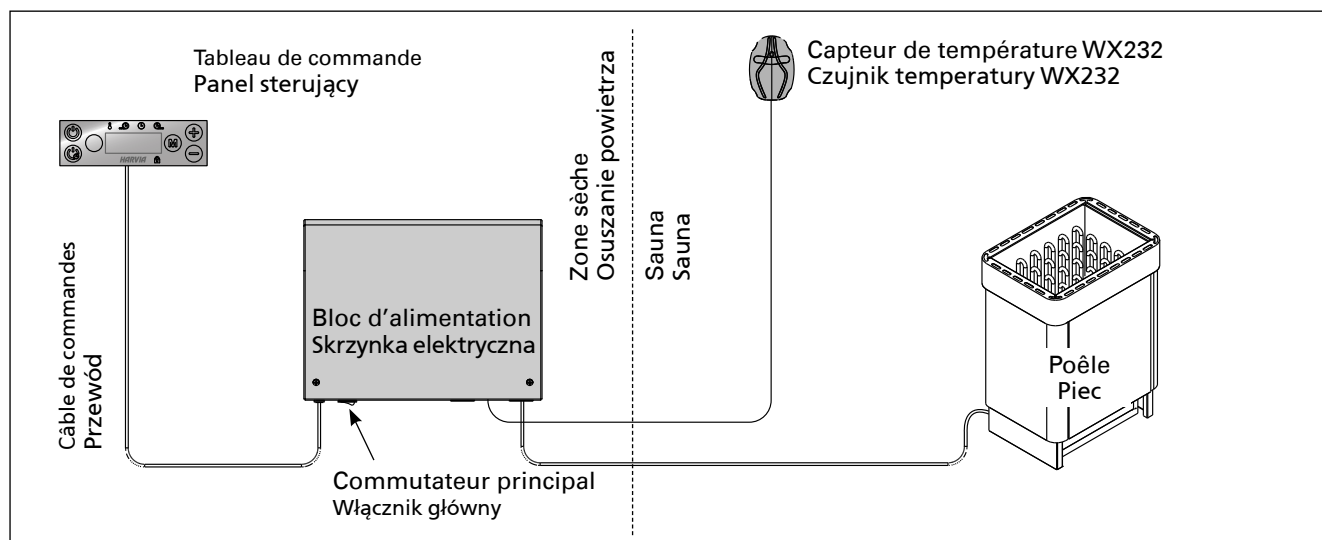 Tableau de commande
Panel sterujący
Capteur de température WX232
Czujnik temperatury WX232
M
HARVIA
Zone sèche
Osuszanie powietrza
Sauna
Sauna
Câble de commandes
Przewód
Bloc d'alimentation
Skrzynka elektryczna
Poêle
Piec
Commutateur principal
Włącznik główny